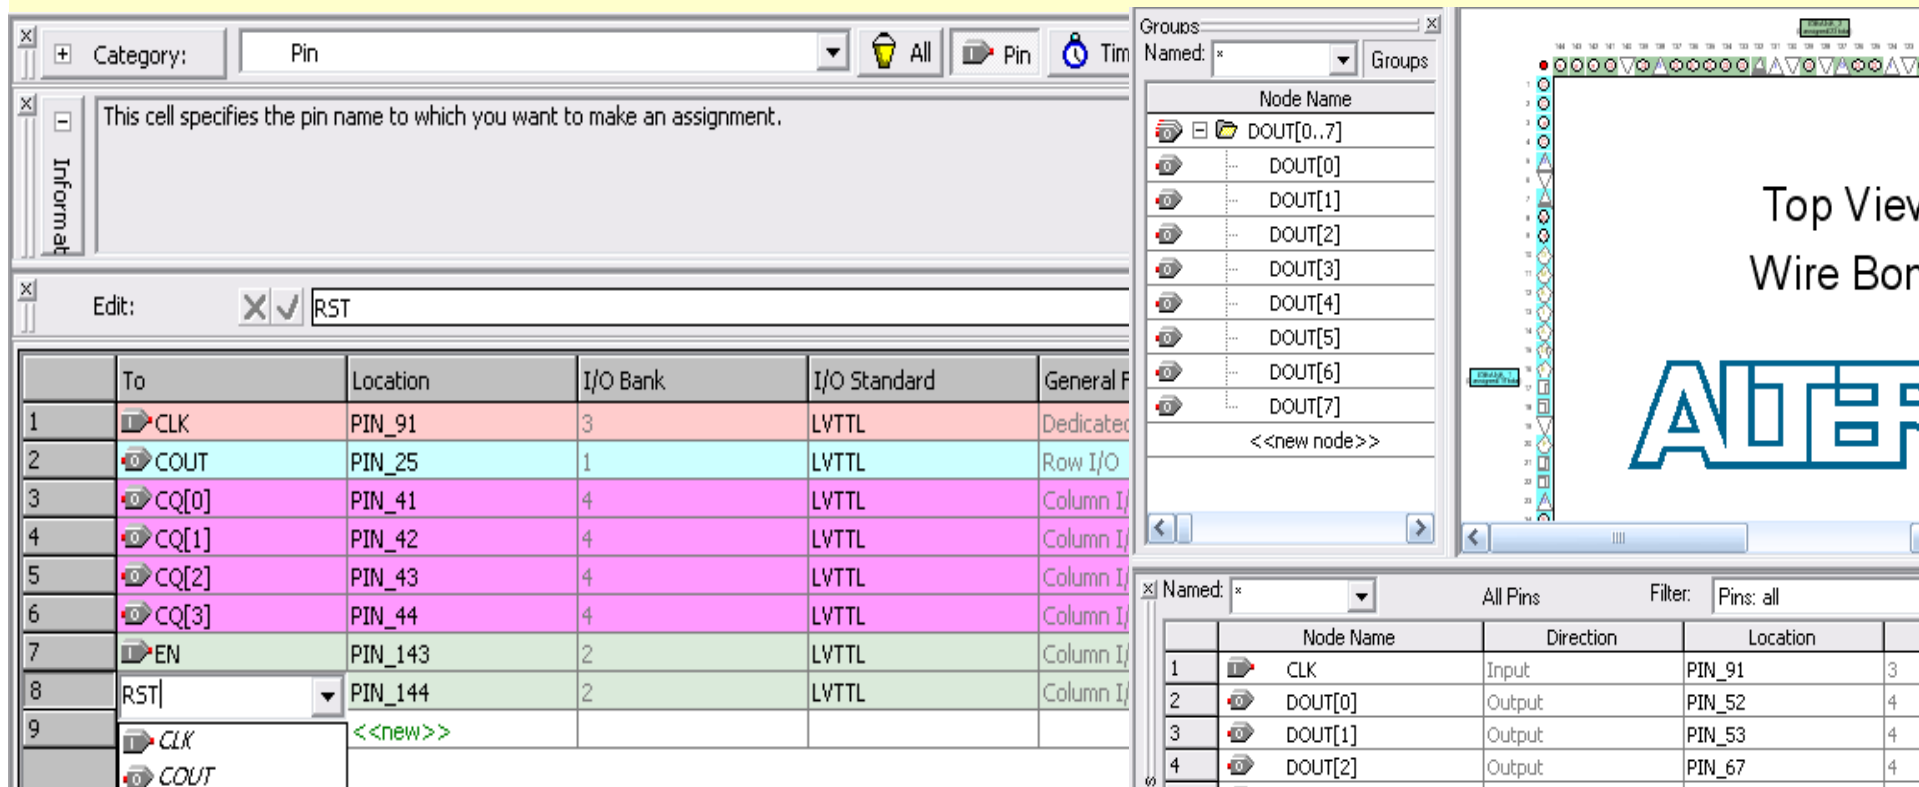 Category: Pin All Pin Tim
This cell specifies the pin name to which you want to make an assignment.
Informat
Edit: RST
To Location I/O Bank I/O Standard General F
1 CLK PIN_91 3 LVTTL Dedicated
2 COUT PIN_25 1 LVTTL Row I/O
3 CQ[0] PIN_41 4 LVTTL Column I/
4 CQ[1] PIN_42 4 LVTTL Column I/
5 CQ[2] PIN_43 4 LVTTL Column I/
6 CQ[3] PIN_44 4 LVTTL Column I/
7 EN PIN_143 2 LVTTL Column I/
8 RST PIN_144 2 LVTTL Column I/
9 <<new>>
CLK
COUT
Groups
Named: * Groups
Node Name
DOUT[0..7]
DOUT[0]
DOUT[1]
DOUT[2]
DOUT[3]
DOUT[4]
DOUT[5]
DOUT[6]
DOUT[7]
<<new node>>
Top View
Wire Bon
ALTER
Named: * All Pins Filter: Pins: all
Node Name Direction Location
1 CLK Input PIN_91 3
2 DOUT[0] Output PIN_52 4
3 DOUT[1] Output PIN_53 4
4 DOUT[2] Output PIN_67 4